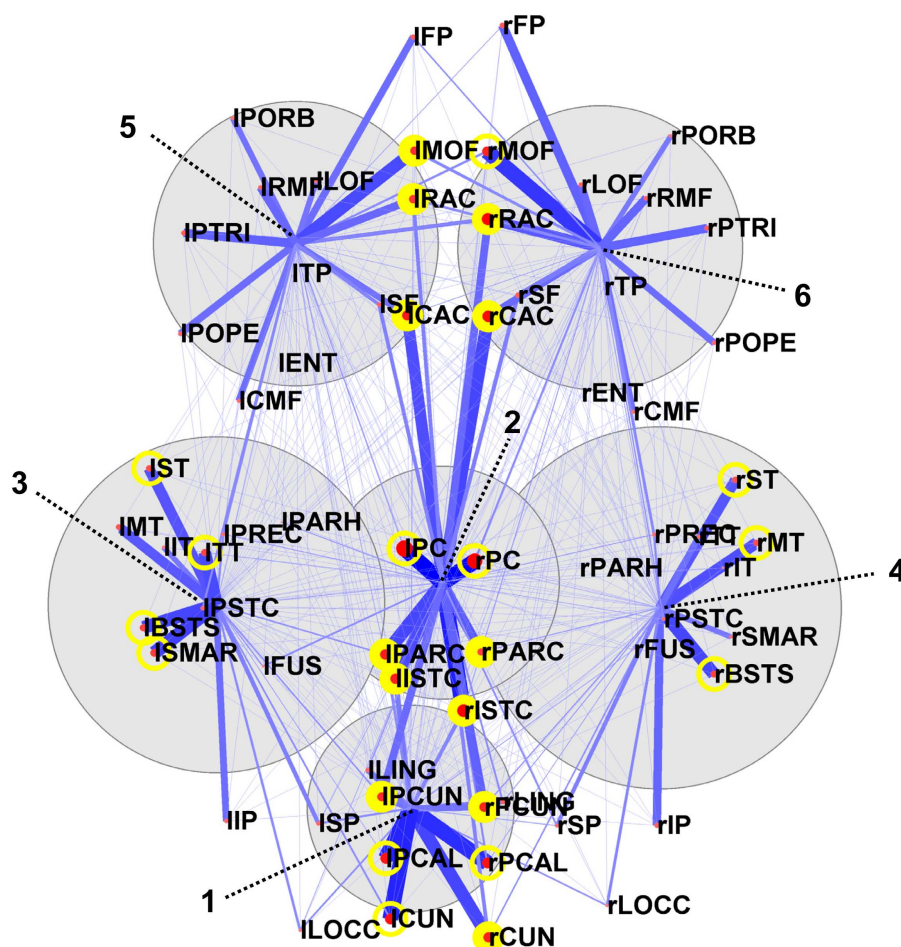 lFP
rFP
5
lPORB
rPORB
lMOF
rMOF
lRMF
lLOF
rLOF
rRMF
lRAC
rRAC
lPTRI
rPTRI
lTP
rTP
6
lSF
rSF
lCAC
rCAC
lPOPE
rPOPE
lENT
rENT
lCMF
rCMF
2
3
lST
rST
lMT
lPREC
lPARH
rPREC
rTT
rMT
lIT
lTT
lPC
rPC
rPARH
rIT
4
lPSTC
rPSTC
lBSTS
rSMAR
lSMAR
lPARC
rPARC
rFUS
lFUS
lISTC
rBSTS
rISTC
lLING
lPCUN
rPCUN
rLING
lIP
lSP
rSP
rIP
lPCAL
rPCAL
1
lCUN
rLOCC
lLOCC
rCUN